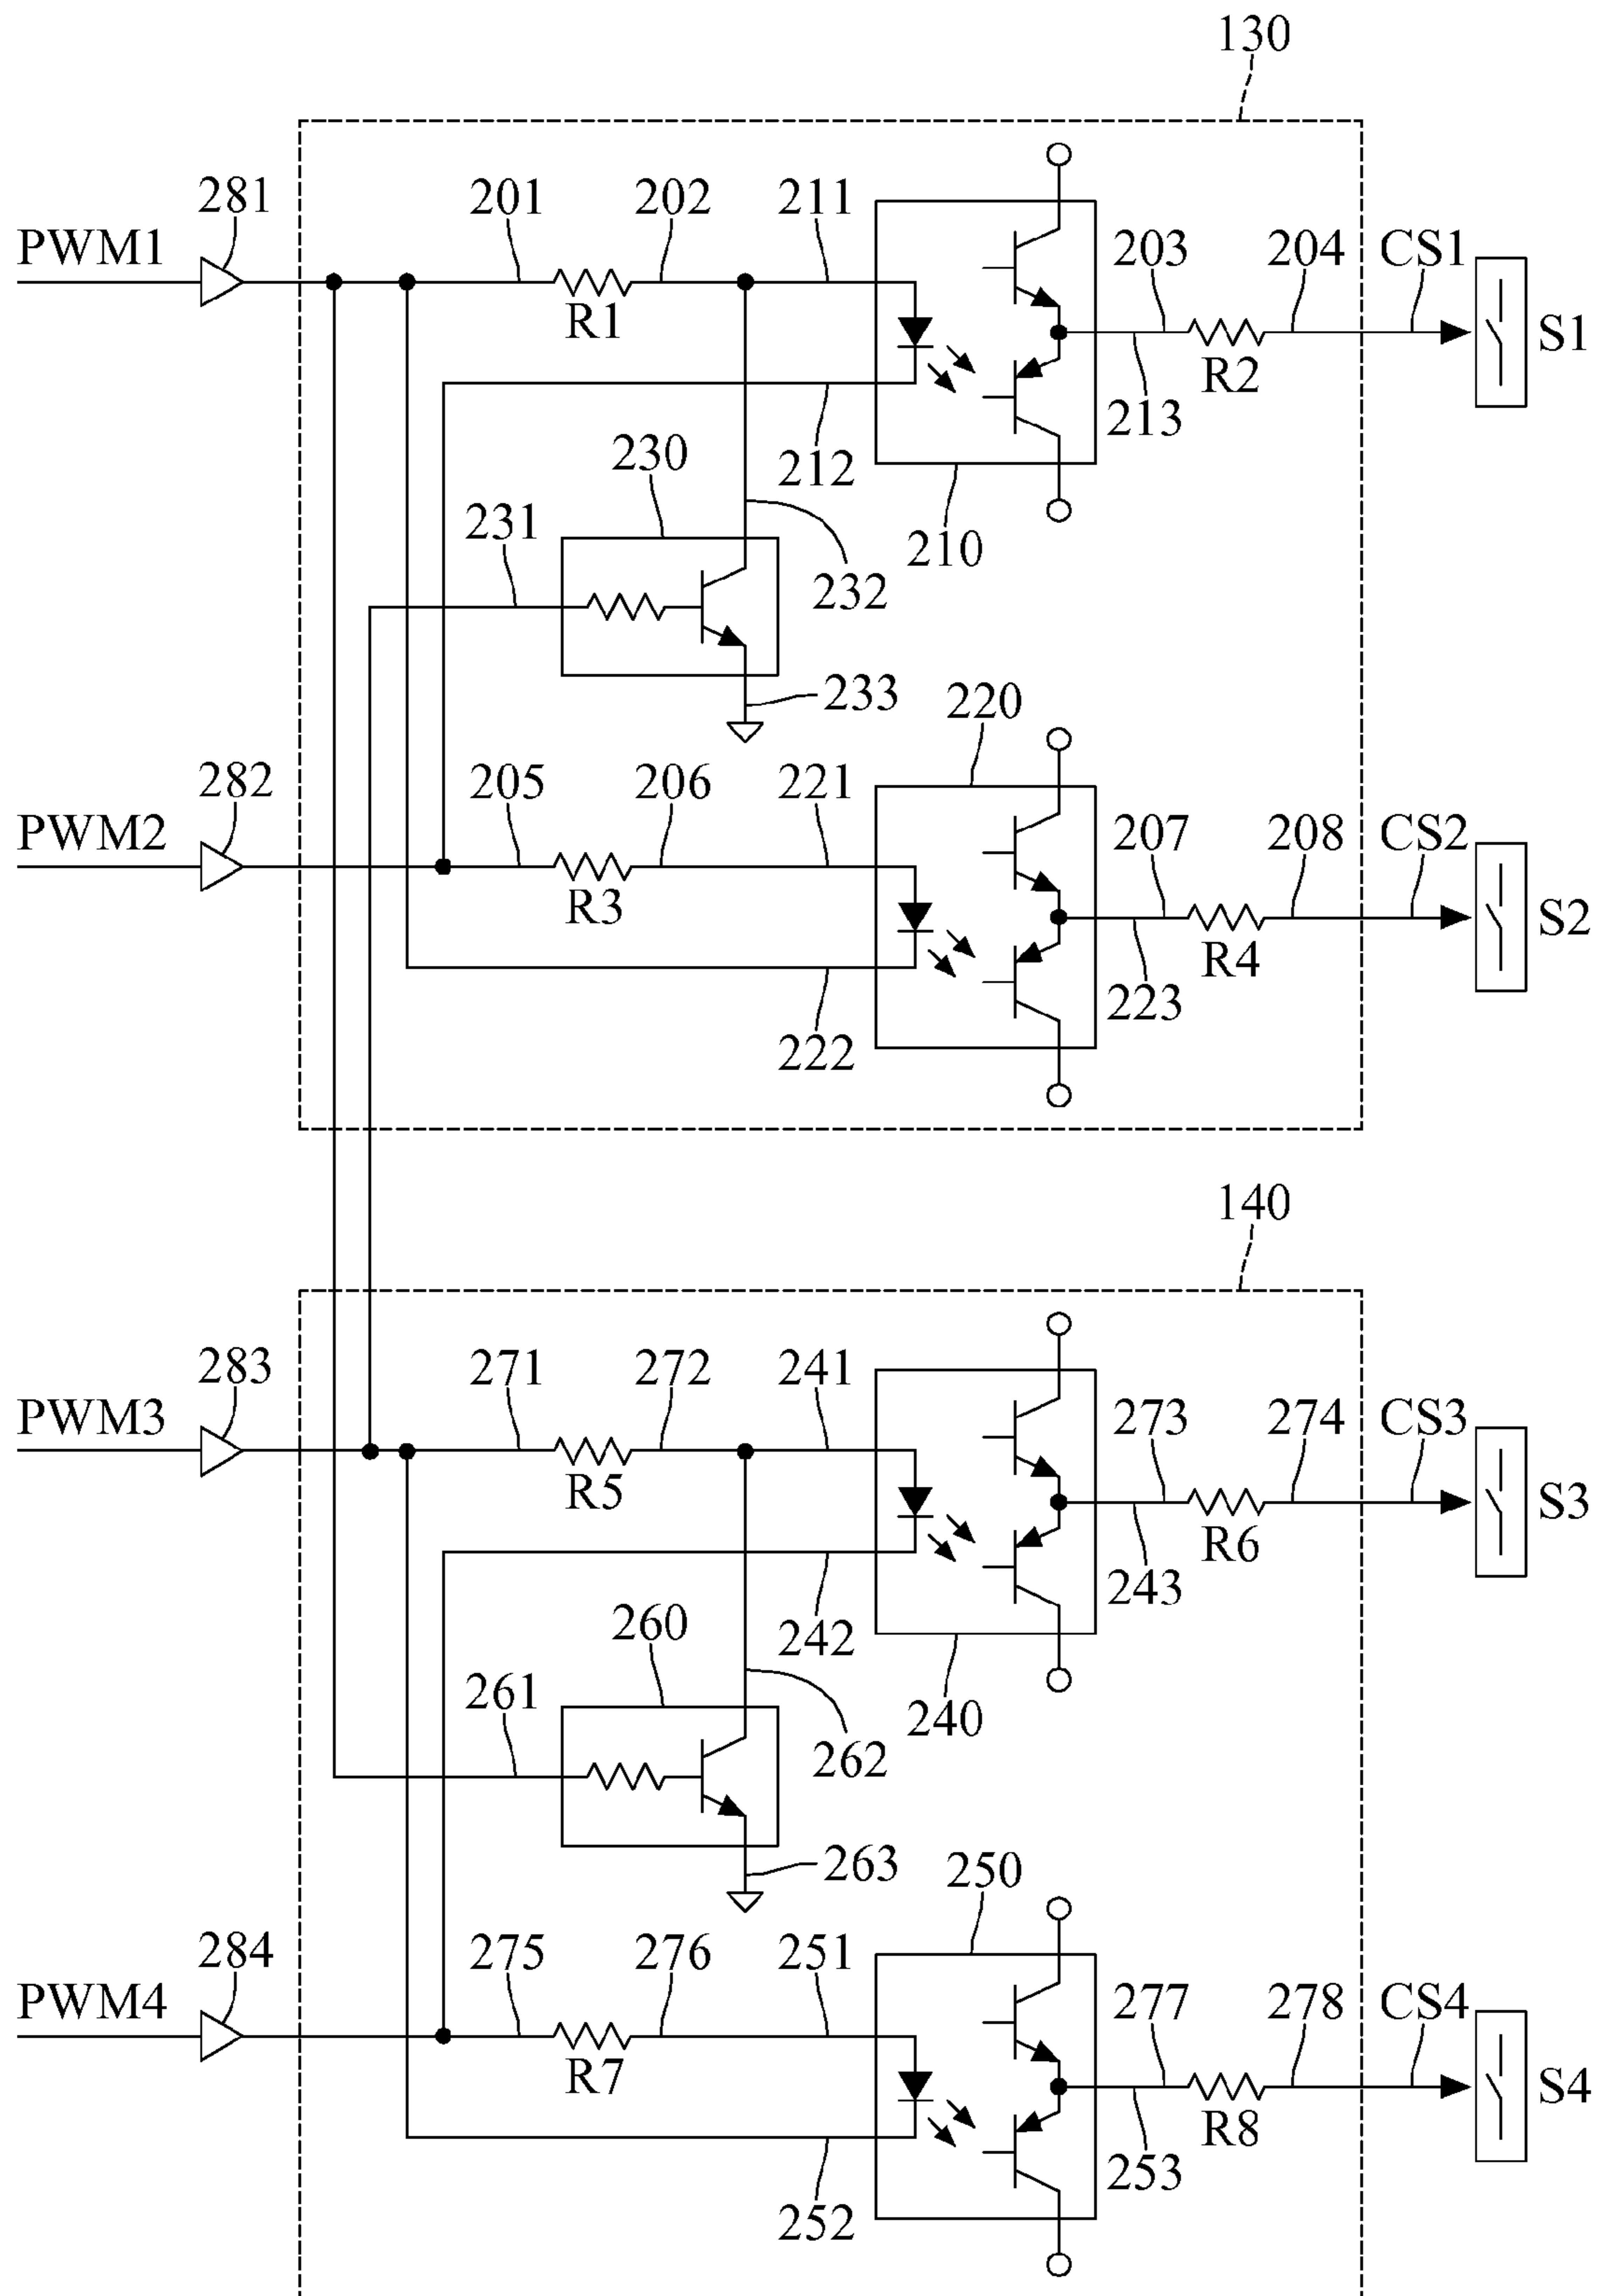 130
281 201 202 211
PWM1 203 204 CS1
R1 S1
R2
213
230 212
231 210
232
233 220
282 205 206 221
PWM2 207 208 CS2
R3 S2
R4
223
222
140
283 271 272 241
PWM3 273 274 CS3
R5 S3
R6
243
260 242
261 240
262
263 250
284 275 276 251
PWM4 277 278 CS4
R7 S4
R8
253
252